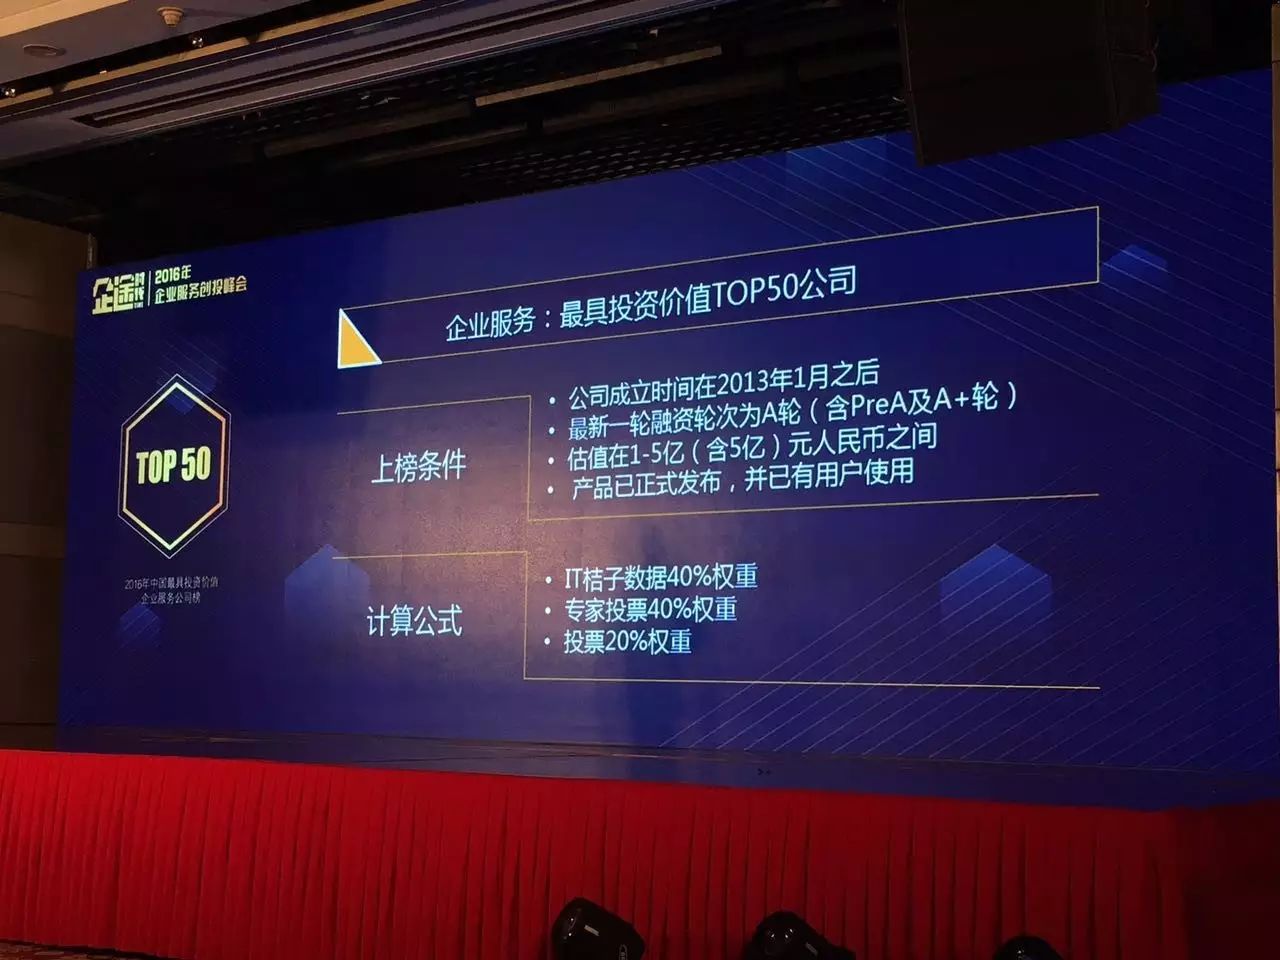 企途时代
2016年
企业服务创投峰会
企业服务：最具投资价值TOP50公司
TOP 50
2016年中国最具投资价值
企业服务公司榜
上榜条件
• 公司成立时间在2013年1月之后
• 最新一轮融资轮次为A轮（含PreA及A+轮）
• 估值在1-5亿（含5亿）元人民币之间
• 产品已正式发布，并已有用户使用
计算公式
• IT桔子数据40%权重
• 专家投票40%权重
• 投票20%权重